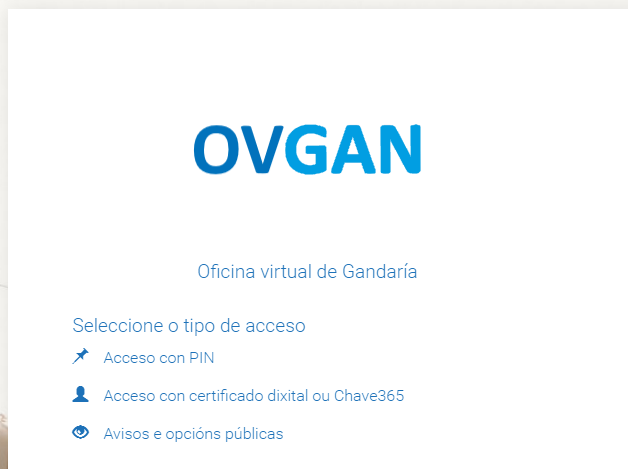 OVGAN
Oficina virtual de Gandaría
Seleccione o tipo de acceso
Acceso con PIN
Acceso con certificado dixital ou Chave365
Avisos e opcións públicas